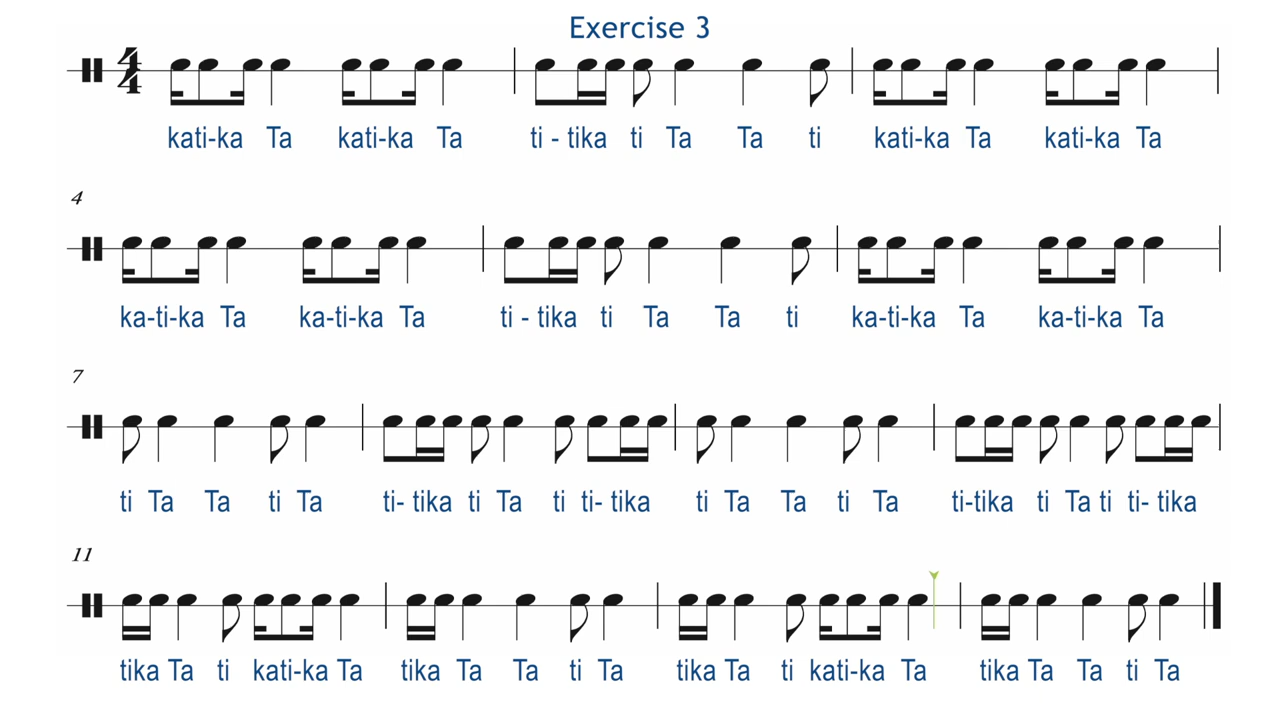 Exercise 3
4
4
kati-ka Ta kati-ka Ta ti - tika ti Ta Ta ti kati-ka Ta kati-ka Ta
4
ka-ti-ka Ta ka-ti-ka Ta ti - tika ti Ta Ta ti ka-ti-ka Ta ka-ti-ka Ta
7
ti Ta Ta ti Ta ti- tika ti Ta ti ti- tika ti Ta Ta ti Ta ti-tika ti Ta ti ti- tika
11
tika Ta ti kati-ka Ta tika Ta Ta ti Ta tika Ta ti kati-ka Ta tika Ta Ta ti Ta